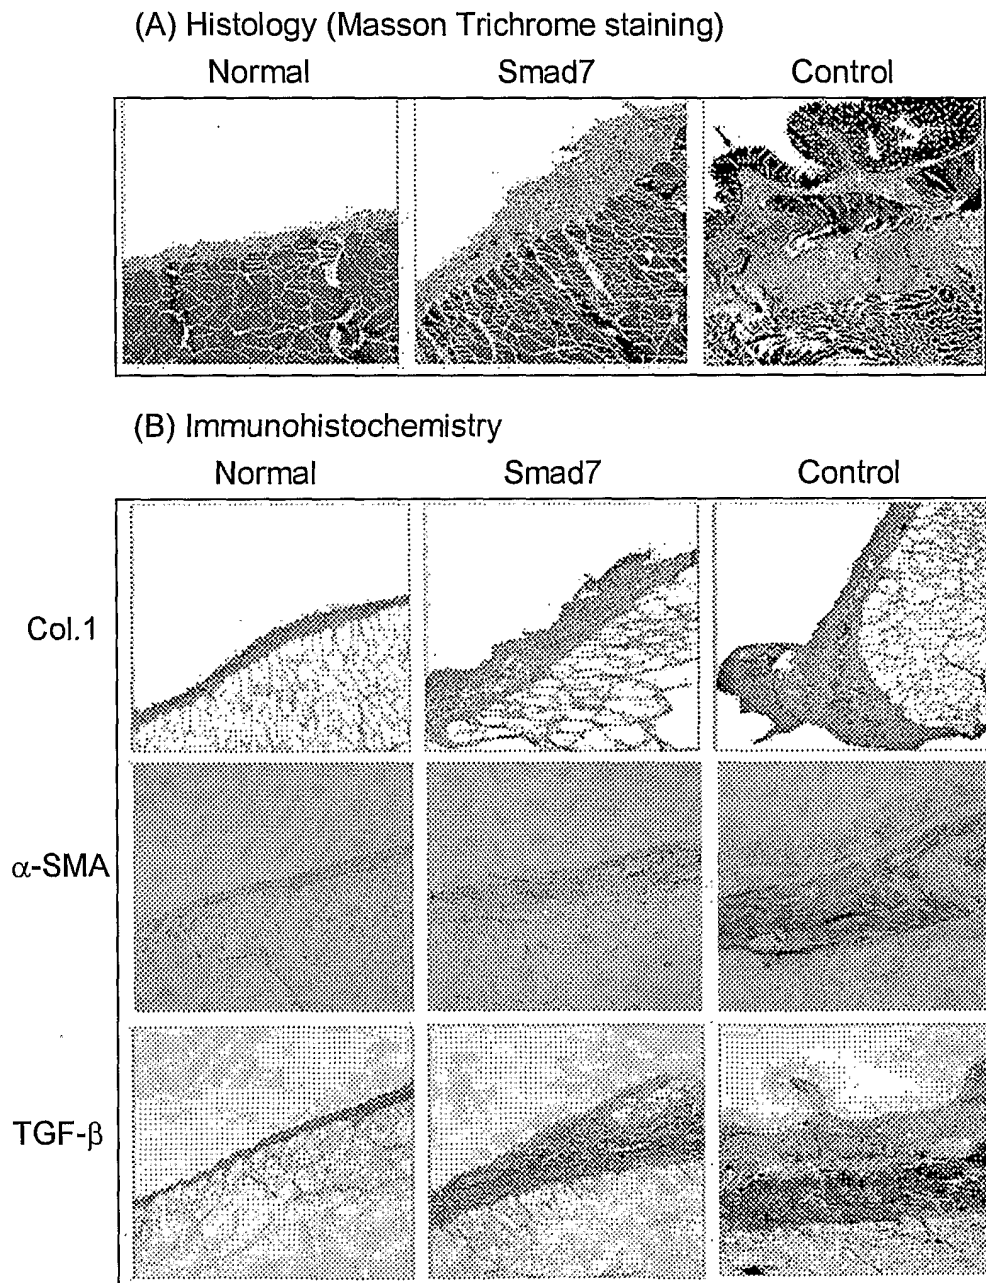 (A) Histology (Masson Trichrome staining)
Normal Smad7 Control
(B) Immunohistochemistry
Normal Smad7 Control
Col.1
α-SMA
TGF-β